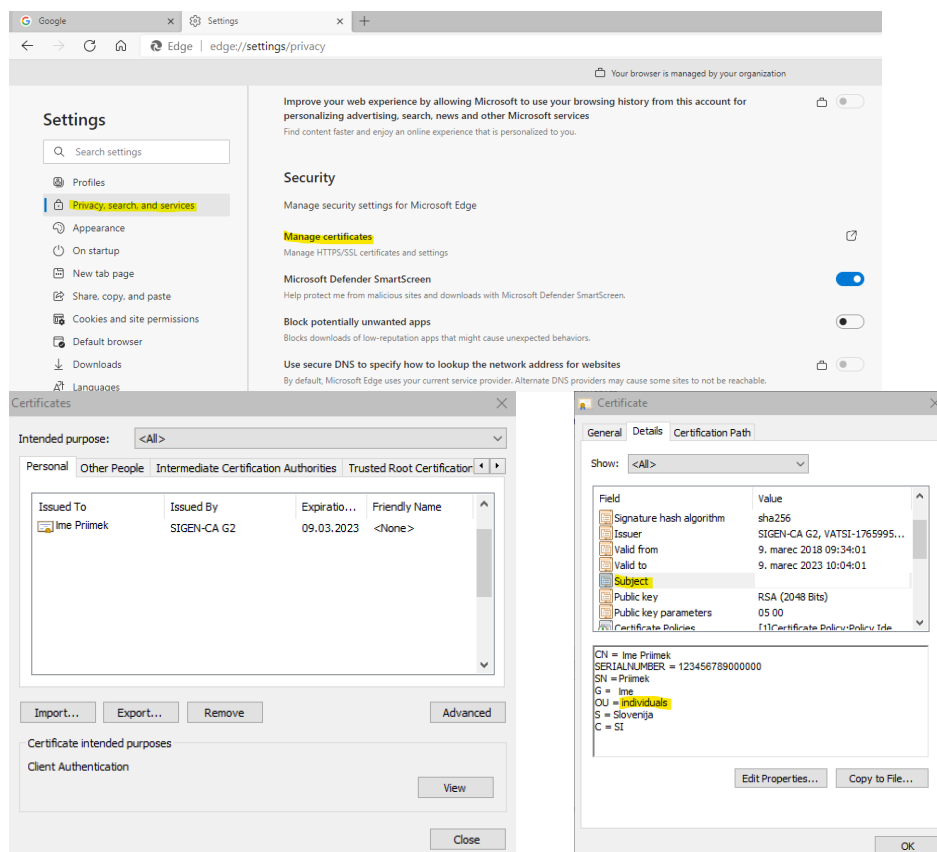 Google
Settings
Edge | edge://settings/privacy
Your browser is managed by your organization
Settings
Search settings
Profiles
Privacy, search, and services
Appearance
On startup
New tab page
Share, copy, and paste
Cookies and site permissions
Default browser
Downloads
Languages
Improve your web experience by allowing Microsoft to use your browsing history from this account for
personalizing advertising, search, news and other Microsoft services
Find content faster and enjoy an online experience that is personalized to you.
Security
Manage security settings for Microsoft Edge
Manage certificates
Manage HTTPS/SSL certificates and settings
Microsoft Defender SmartScreen
Help protect me from malicious sites and downloads with Microsoft Defender SmartScreen.
Block potentially unwanted apps
Blocks downloads of low-reputation apps that might cause unexpected behaviors.
Use secure DNS to specify how to lookup the network address for websites
By default, Microsoft Edge uses your current service provider. Alternate DNS providers may cause some sites to not be reachable.
Certificates
Intended purpose: <All>
Personal Other People Intermediate Certification Authorities Trusted Root Certification
Issued To Issued By Expiratio... Friendly Name
Ime Priimek SIGEN-CA G2 09.03.2023 <None>
Import... Export... Remove Advanced
Certificate intended purposes
Client Authentication
View
Close
Certificate
General Details Certification Path
Show: <All>
Field Value
Signature hash algorithm sha256
Issuer SIGEN-CA G2, VATSI-1765995...
Valid from 9. marec 2018 09:34:01
Valid to 9. marec 2023 10:04:01
Subject
Public key RSA (2048 Bits)
Public key parameters 05 00
Certificate Policies [1]Certificate Policy:Policy Ide...
CN = Ime Priimek
SERIALNUMBER = 123456789000000
SN = Priimek
G = Ime
OU = individuals
S = Slovenija
C = SI
Edit Properties... Copy to File...
OK